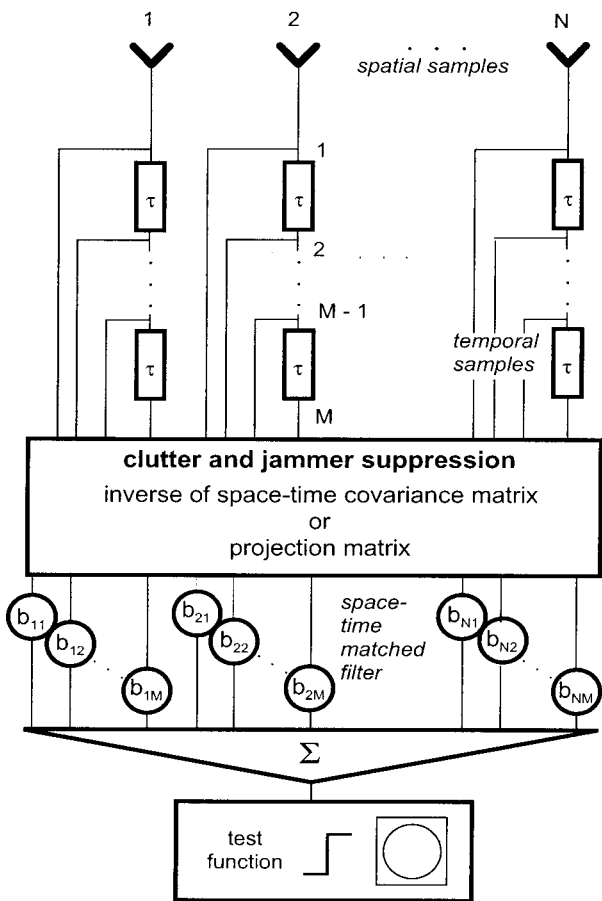 1 2 . . . N
spatial samples
1
τ τ τ
2 . . . .
M - 1
temporal
samples
τ τ τ
M
clutter and jammer suppression
inverse of space-time covariance matrix
or
projection matrix
b11 b21 bN1
b12 b22 bN2
space-
time
matched
filter
b1M b2M bNM
Σ
test
function